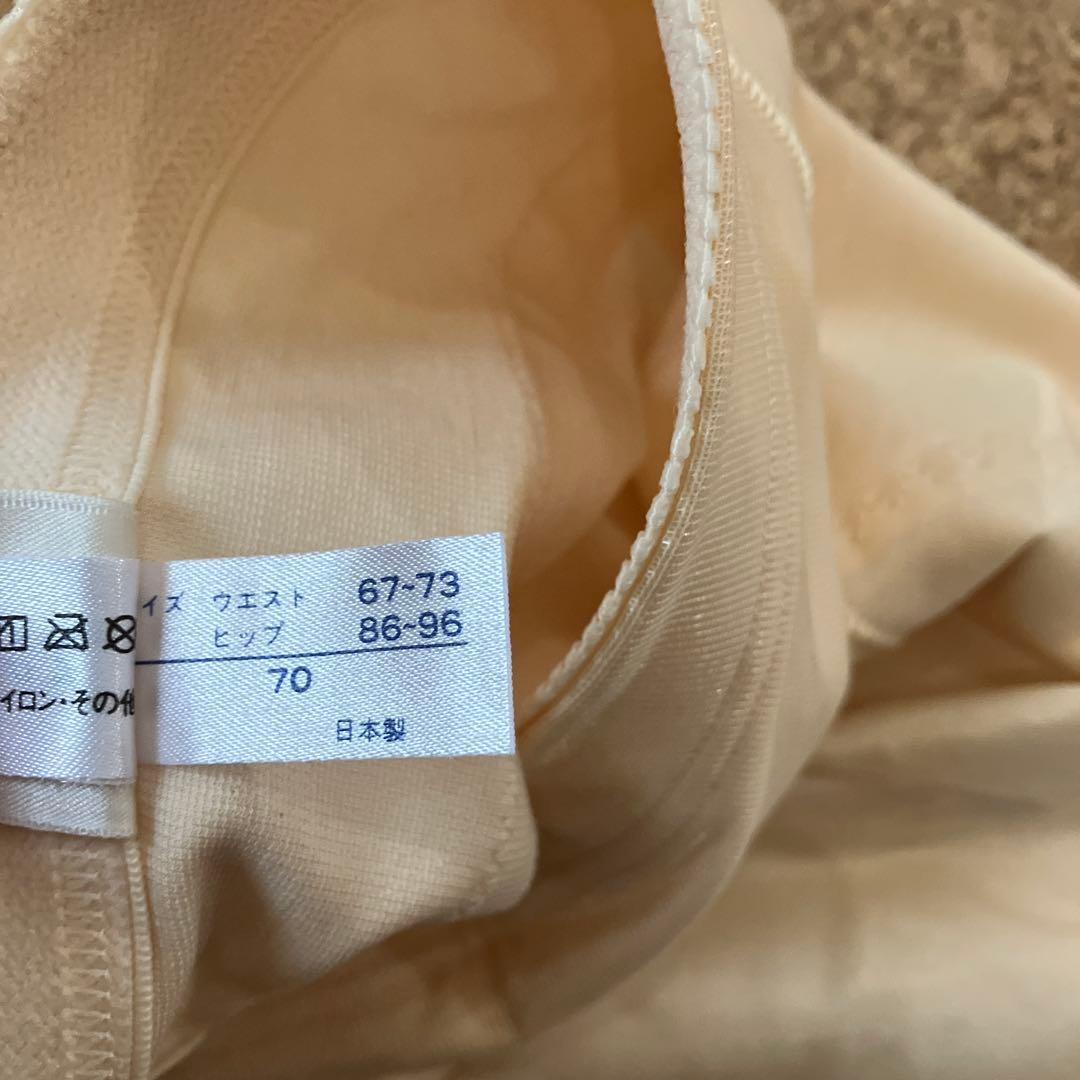 イズ ウエスト 67~73
ヒップ 86~96
70
日本製
イロン・その他